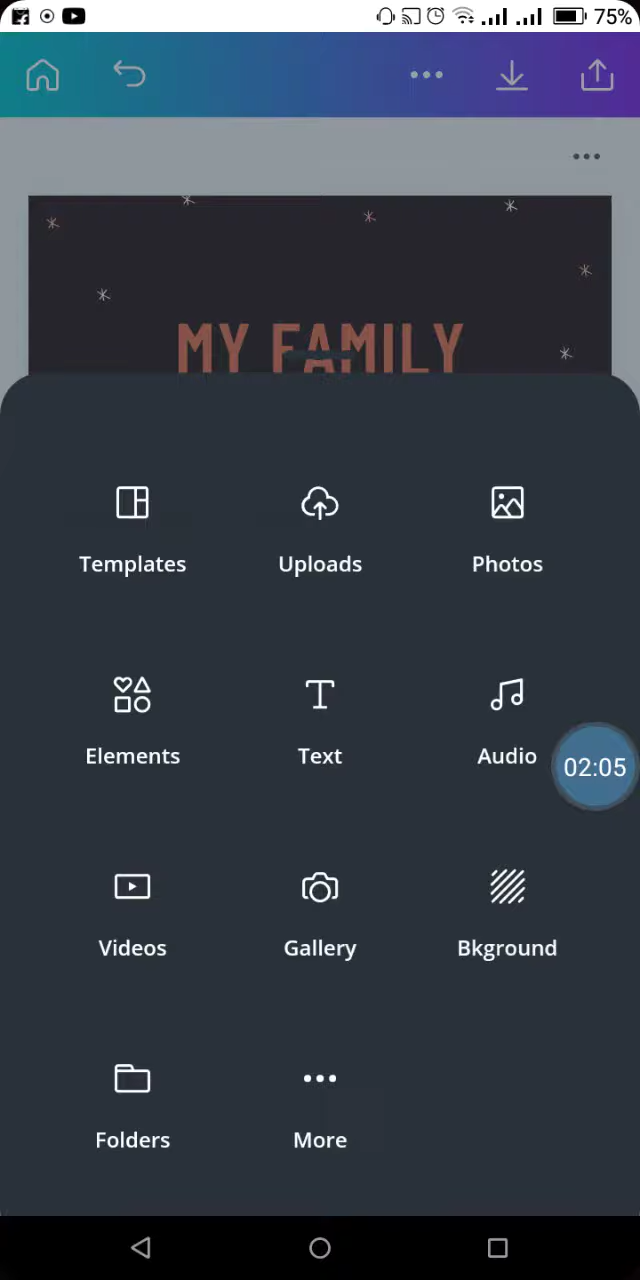 75%
MY FAMILY
Templates
Uploads
Photos
Elements
Text
Audio
02:05
Videos
Gallery
Bkground
Folders
More